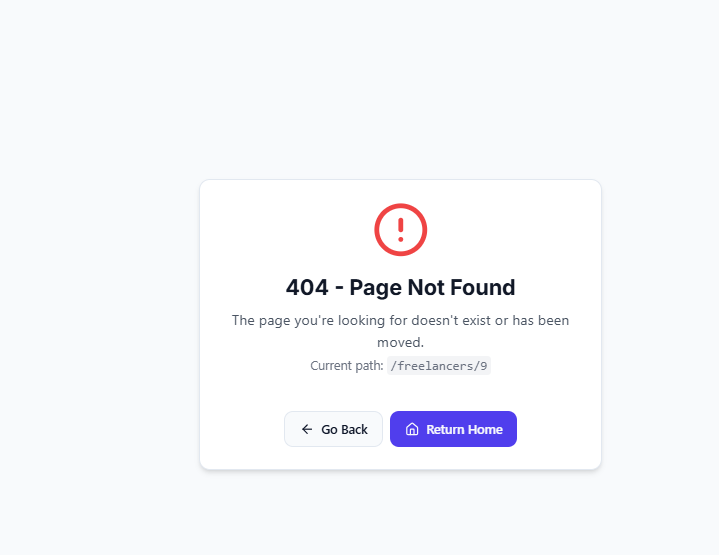 404 - Page Not Found
The page you're looking for doesn't exist or has been
moved.
Current path: /freelancers/9
Go Back
Return Home